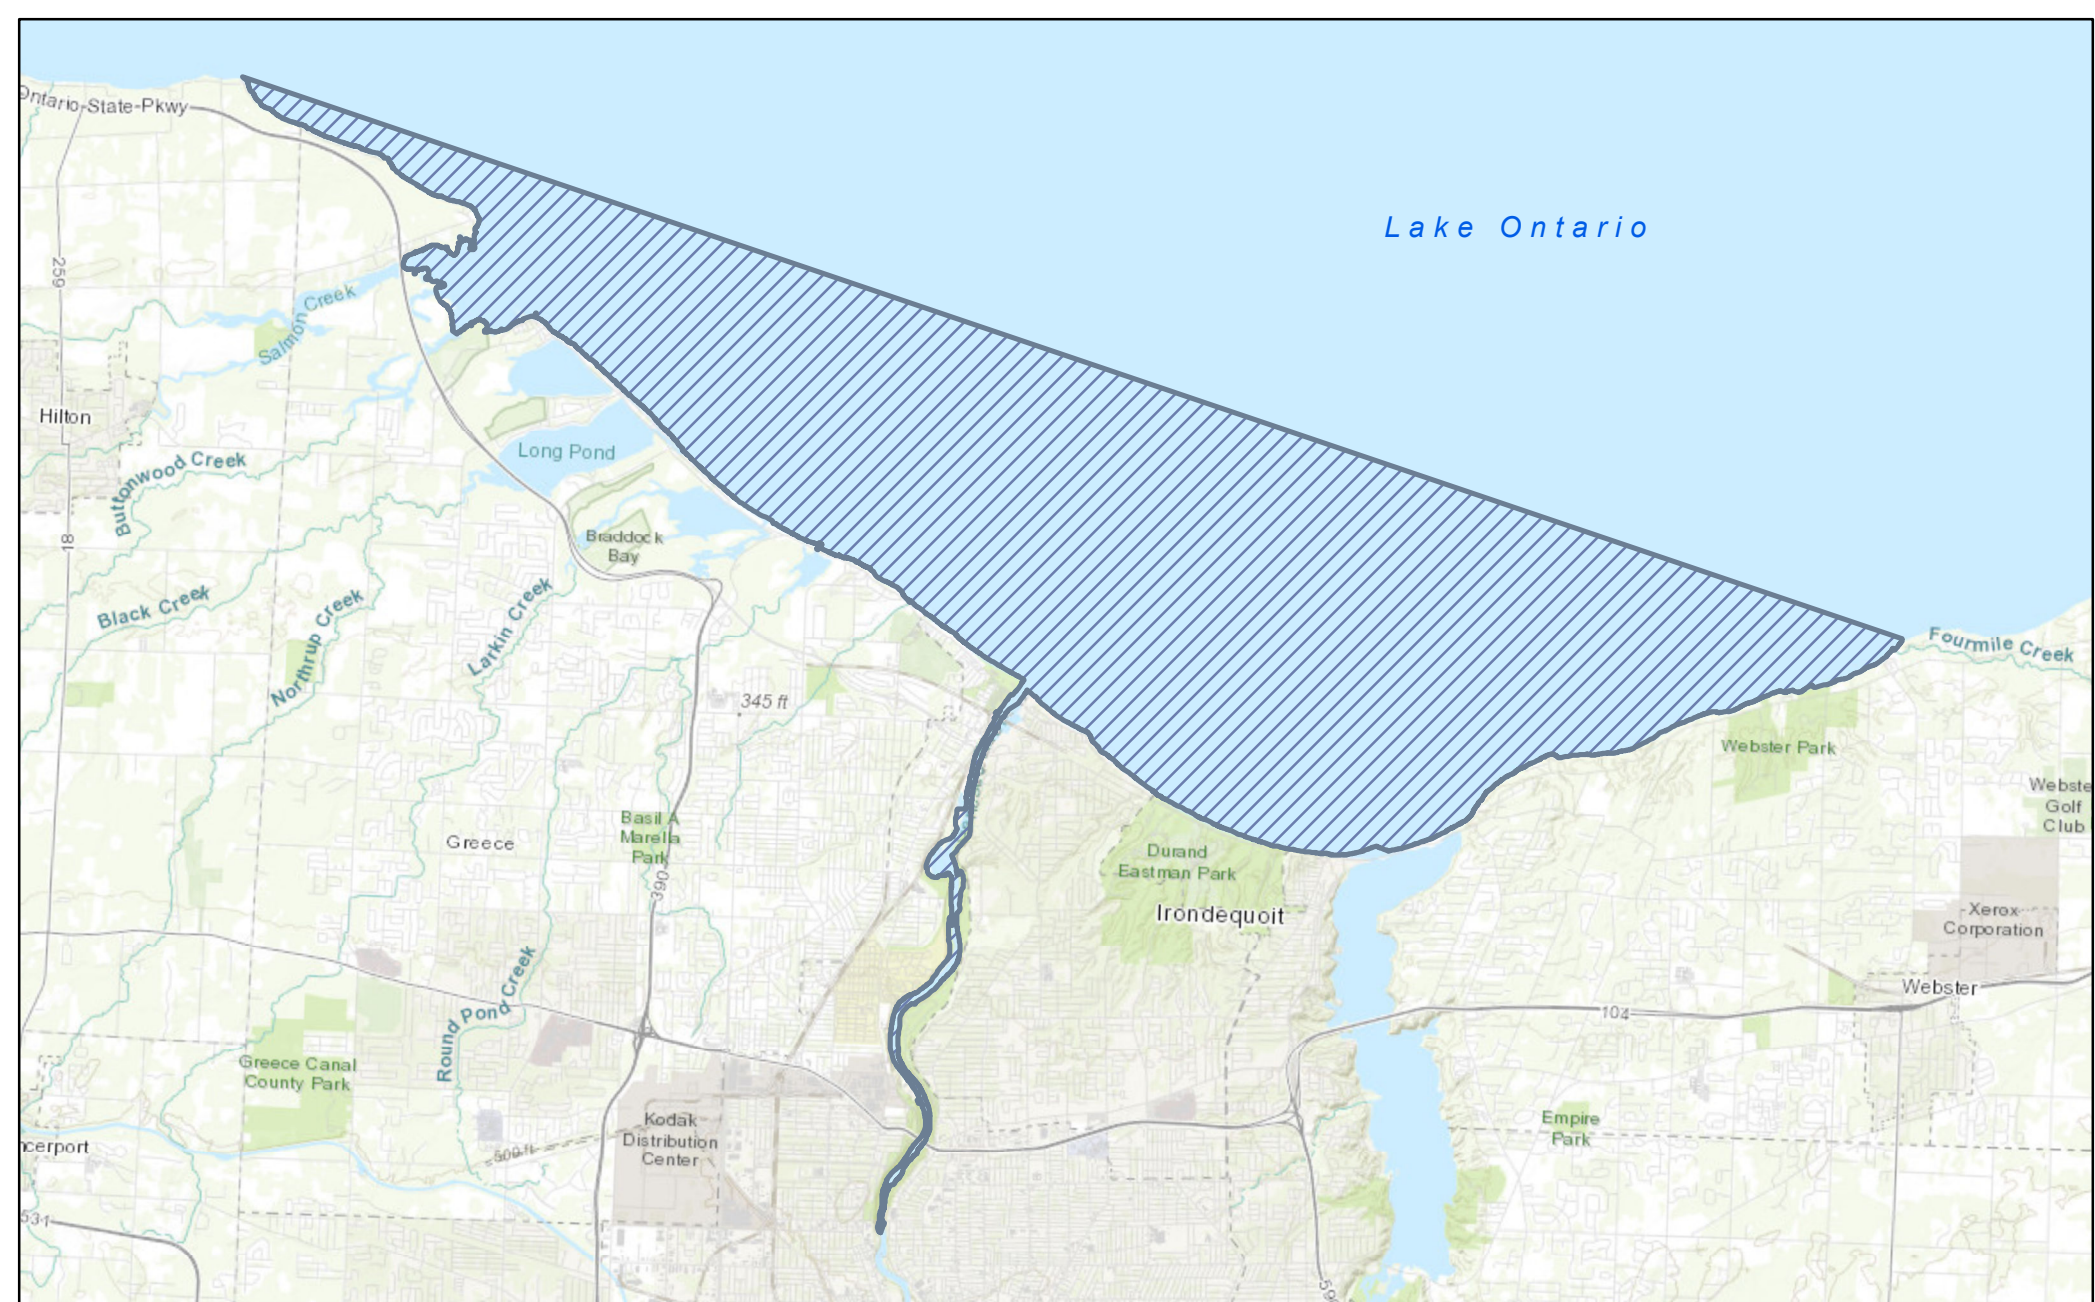 Ontario-State-Pkwy
Lake Ontario
259
Salmon Creek
Hilton
Long Pond
Buttonwood Creek
18
Braddock
Bay
Black Creek
Northrup Creek
Larkin Creek
Fourmile Creek
345 ft
Webster Park
Webste
Golf
Club
Basil A
Marella
Park
Greece
Durand
Eastman Park
390
Irondequoit
Xerox
Corporation
Webster
104
Round Pond Creek
Greece Canal
County Park
Kodak
Distribution
Center
Empire
Park
cerport
500 ft
531